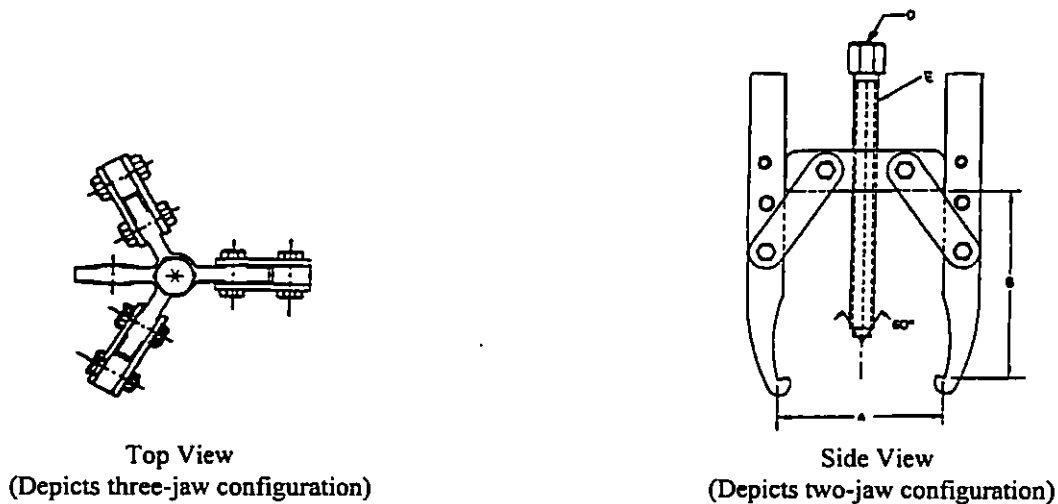 D
E
B
60°
A
Top View
(Depicts three-jaw configuration)
Side View
(Depicts two-jaw configuration)